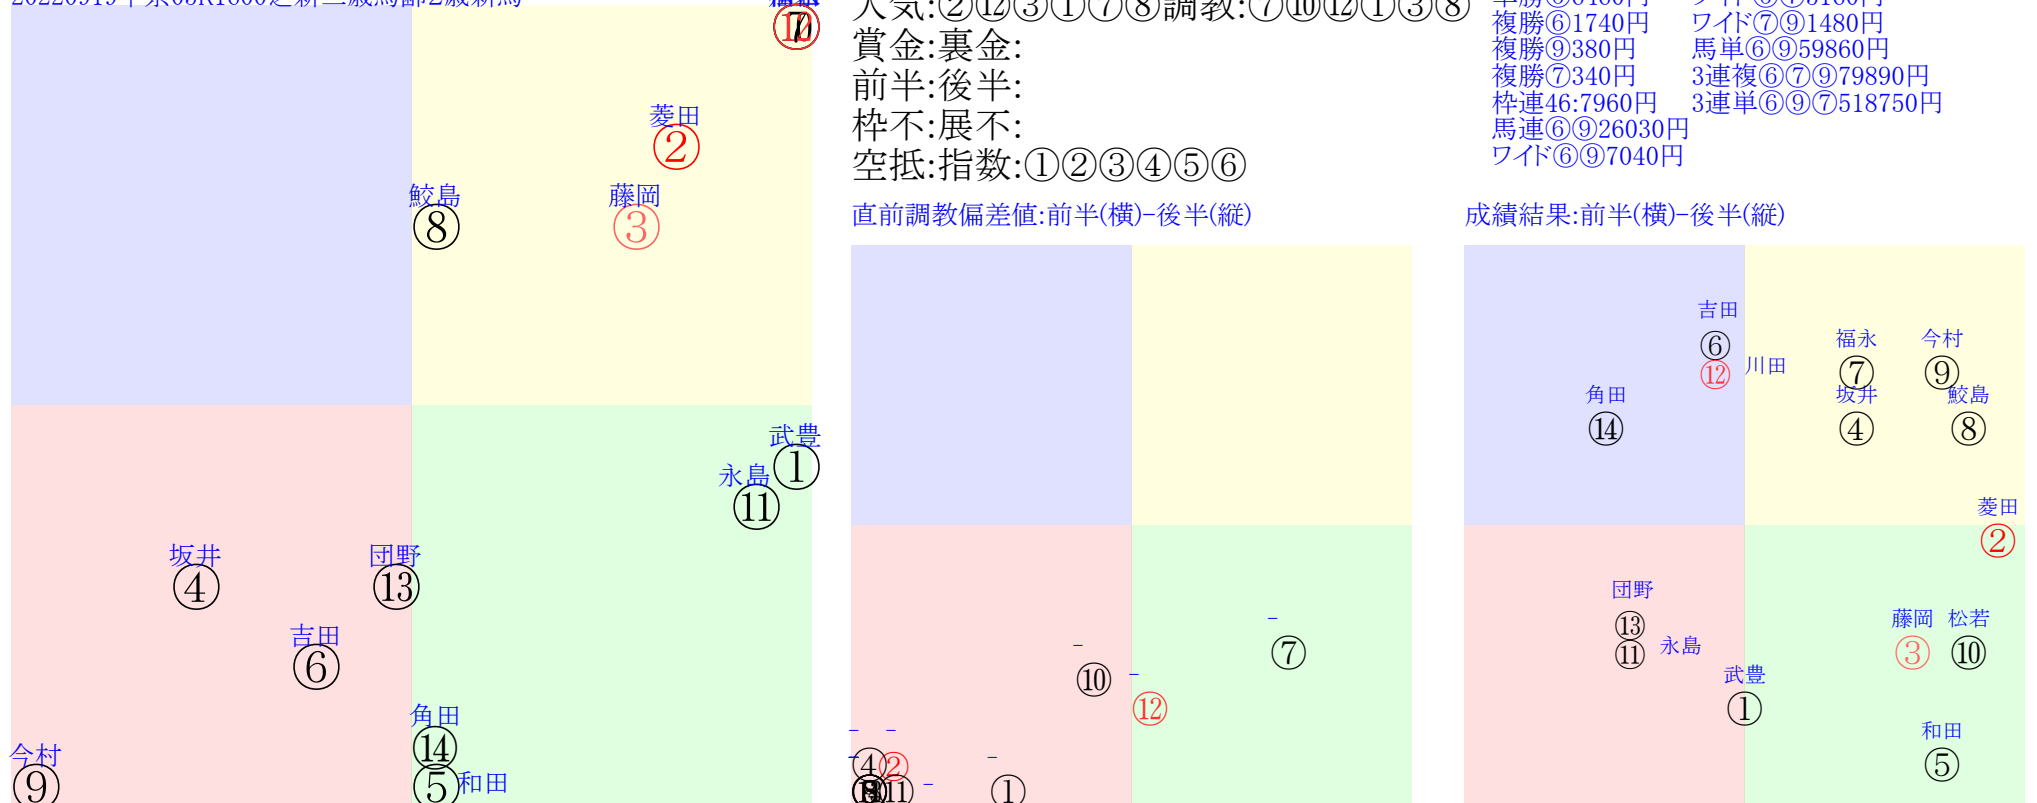 人気:②⑫③①⑦⑧調教:⑦⑩⑫①③⑧
賞金:裏金:
前半:後半:
枠不:展不:
空抵:指数:①②③④⑤⑥
複勝⑥1740円 ワイド⑦⑨1480円
複勝⑨380円 馬単⑥⑨59860円
複勝⑦340円 3連複⑥⑦⑨79890円
枠連46:7960円 3連単⑥⑨⑦518750円
馬連⑥⑨26030円
ワイド⑥⑨7040円
菱田
②
鮫島
⑧
藤岡
③
武豊
①
永島
⑪
坂井
④
団野
⑬
吉田
⑥
角田
⑭
今村
⑨
⑤和田
直前調教偏差値:前半(横)-後半(縦)
-
⑦
-
⑩
-
⑫
- -
④②
- - -
⑪ ①
成績結果:前半(横)-後半(縦)
吉田
⑥
⑫川田
福永
⑦
今村
⑨
角田
⑭
坂井
④
鮫島
⑧
菱田
②
団野
⑬
⑪永島
藤岡
③
松若
⑩
武豊
①
和田
⑤